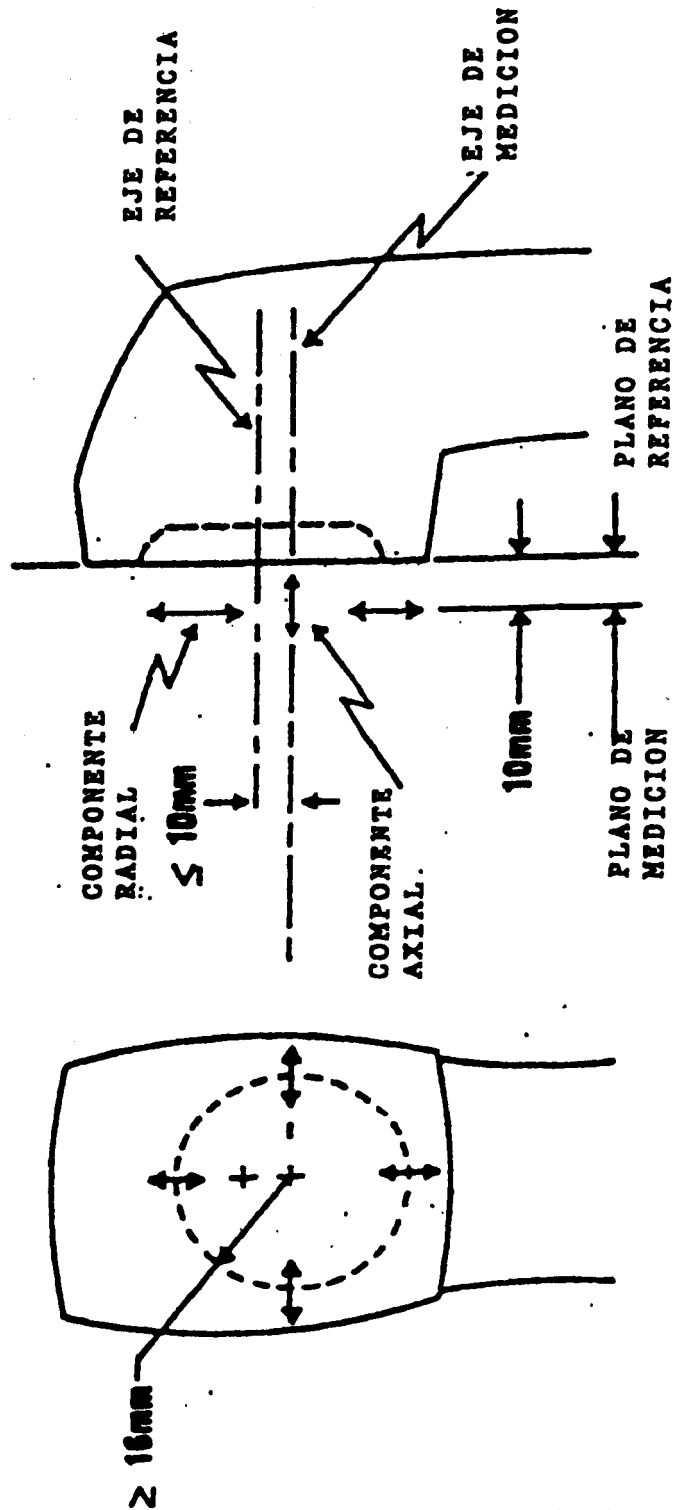 EJE DE
REFERENCIA
COMPONENTE
RADIAL
≤ 10mm
≥ 16mm
COMPONENTE
AXIAL.
EJE DE
MEDICION
10mm
PLANO DE
MEDICION
PLANO DE
REFERENCIA